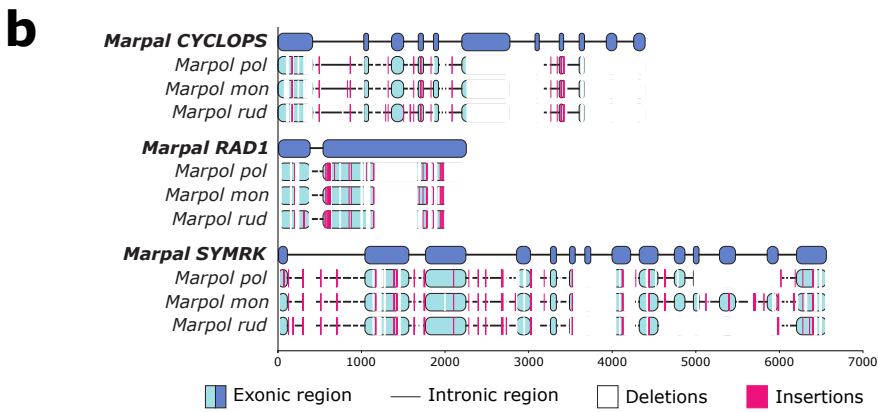 b
Marpal CYCLOPS
Marpol pol
Marpol mon
Marpol rud
Marpal RAD1
Marpol pol
Marpol mon
Marpol rud
Marpal SYMRK
Marpol pol
Marpol mon
Marpol rud
0 1000 2000 3000 4000 5000 6000 7000
Exonic region Intronic region Deletions Insertions